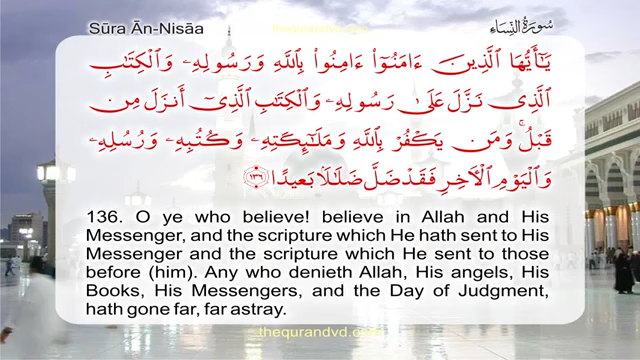 Sūra Ān-Nisāa
thequrandvd.com
سُورَةُ النِّسَاءِ
يَـٰٓأَيُّهَا ٱلَّذِينَ ءَامَنُوٓا۟ ءَامِنُوا۟ بِٱللَّهِ وَرَسُولِهِۦ وَٱلْكِتَـٰبِ
ٱلَّذِى نَزَّلَ عَلَىٰ رَسُولِهِۦ وَٱلْكِتَـٰبِ ٱلَّذِىٓ أَنزَلَ مِن
قَبْلُ ۚ وَمَن يَكْفُرْ بِٱللَّهِ وَمَلَـٰٓئِكَتِهِۦ وَكُتُبِهِۦ وَرُسُلِهِۦ
وَٱلْيَوْمِ ٱلْـَٔاخِرِ فَقَدْ ضَلَّ ضَلَـٰلًۢا بَعِيدًا ١٣٦
136. O ye who believe! believe in Allah and His
Messenger, and the scripture which He hath sent to His
Messenger and the scripture which He sent to those
before (him). Any who denieth Allah, His angels, His
Books, His Messengers, and the Day of Judgment,
hath gone far, far astray.
thequrandvd.com